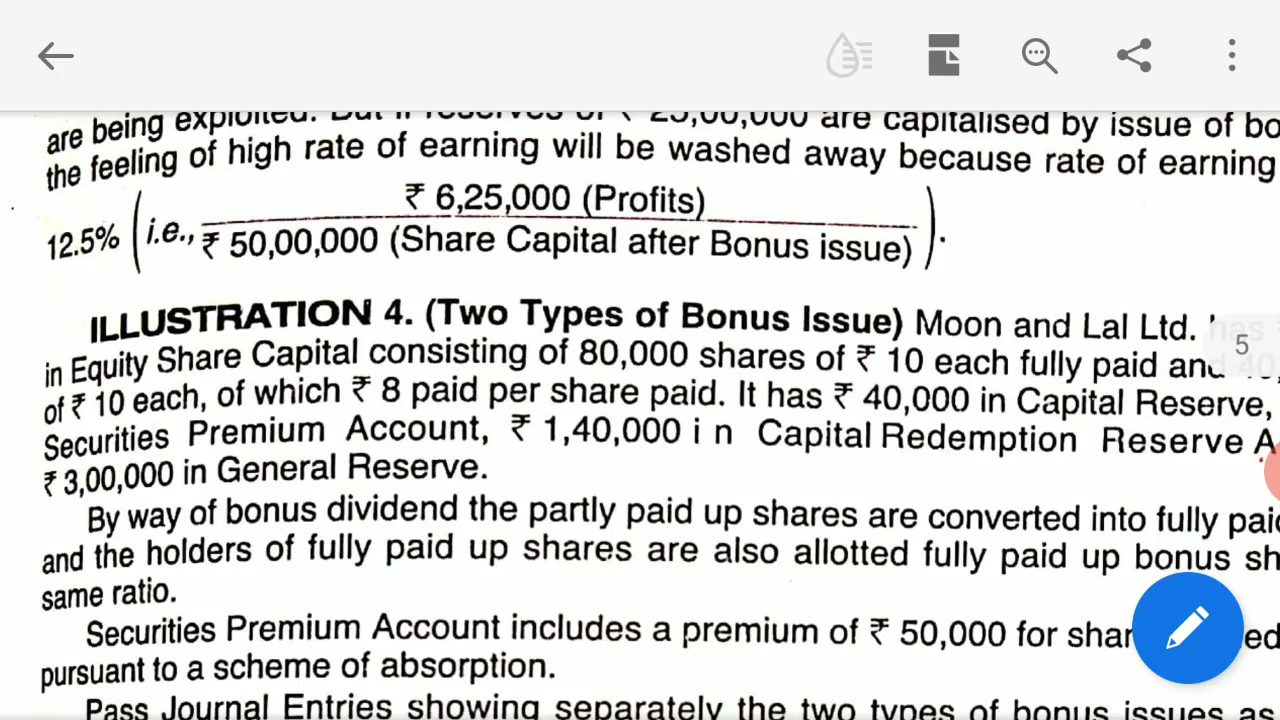 are being exploited. But if reserves of ₹ 25,00,000 are capitalised by issue of bo
the feeling of high rate of earning will be washed away because rate of earning
₹ 6,25,000 (Profits)
12.5% ( i.e.,
₹ 50,00,000 (Share Capital after Bonus issue) ).
ILLUSTRATION 4. (Two Types of Bonus Issue) Moon and Lal Ltd. has
in Equity Share Capital consisting of 80,000 shares of ₹ 10 each fully paid and 40,
5
of ₹ 10 each, of which ₹ 8 paid per share paid. It has ₹ 40,000 in Capital Reserve,
Securities Premium Account, ₹ 1,40,000 i n Capital Redemption Reserve A
₹ 3,00,000 in General Reserve.
By way of bonus dividend the partly paid up shares are converted into fully paid
and the holders of fully paid up shares are also allotted fully paid up bonus sh
same ratio.
Securities Premium Account includes a premium of ₹ 50,000 for shar ed
pursuant to a scheme of absorption.
Pass Journal Entries showing separately the two types of bonus issues as